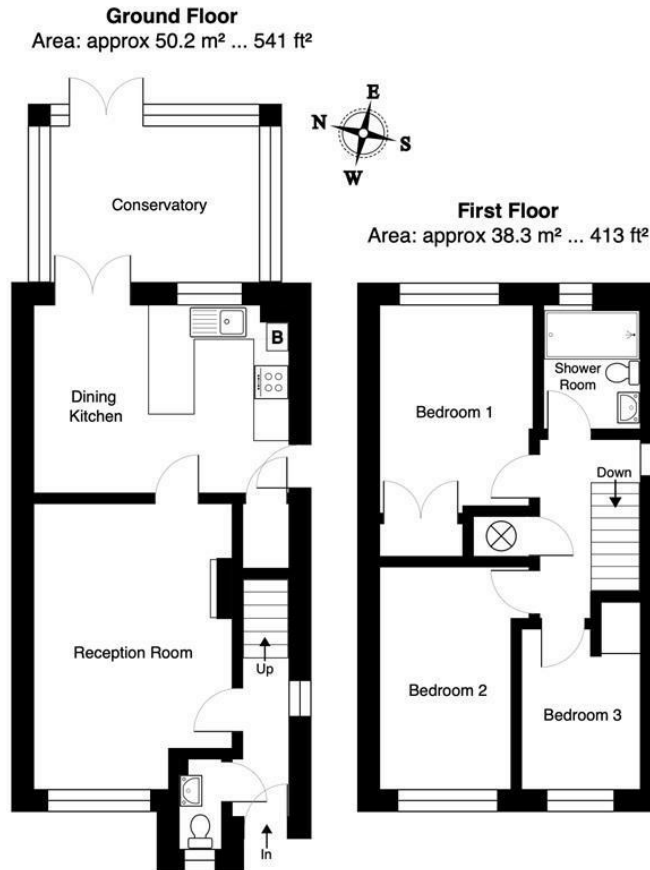 Ground Floor
Area: approx 50.2 m² ... 541 ft²
E
N
S
W
Conservatory
First Floor
Area: approx 38.3 m² ... 413 ft²
B
Dining
Kitchen
Reception Room
Up
In
Shower
Room
Bedroom 1
Down
Bedroom 2
Bedroom 3